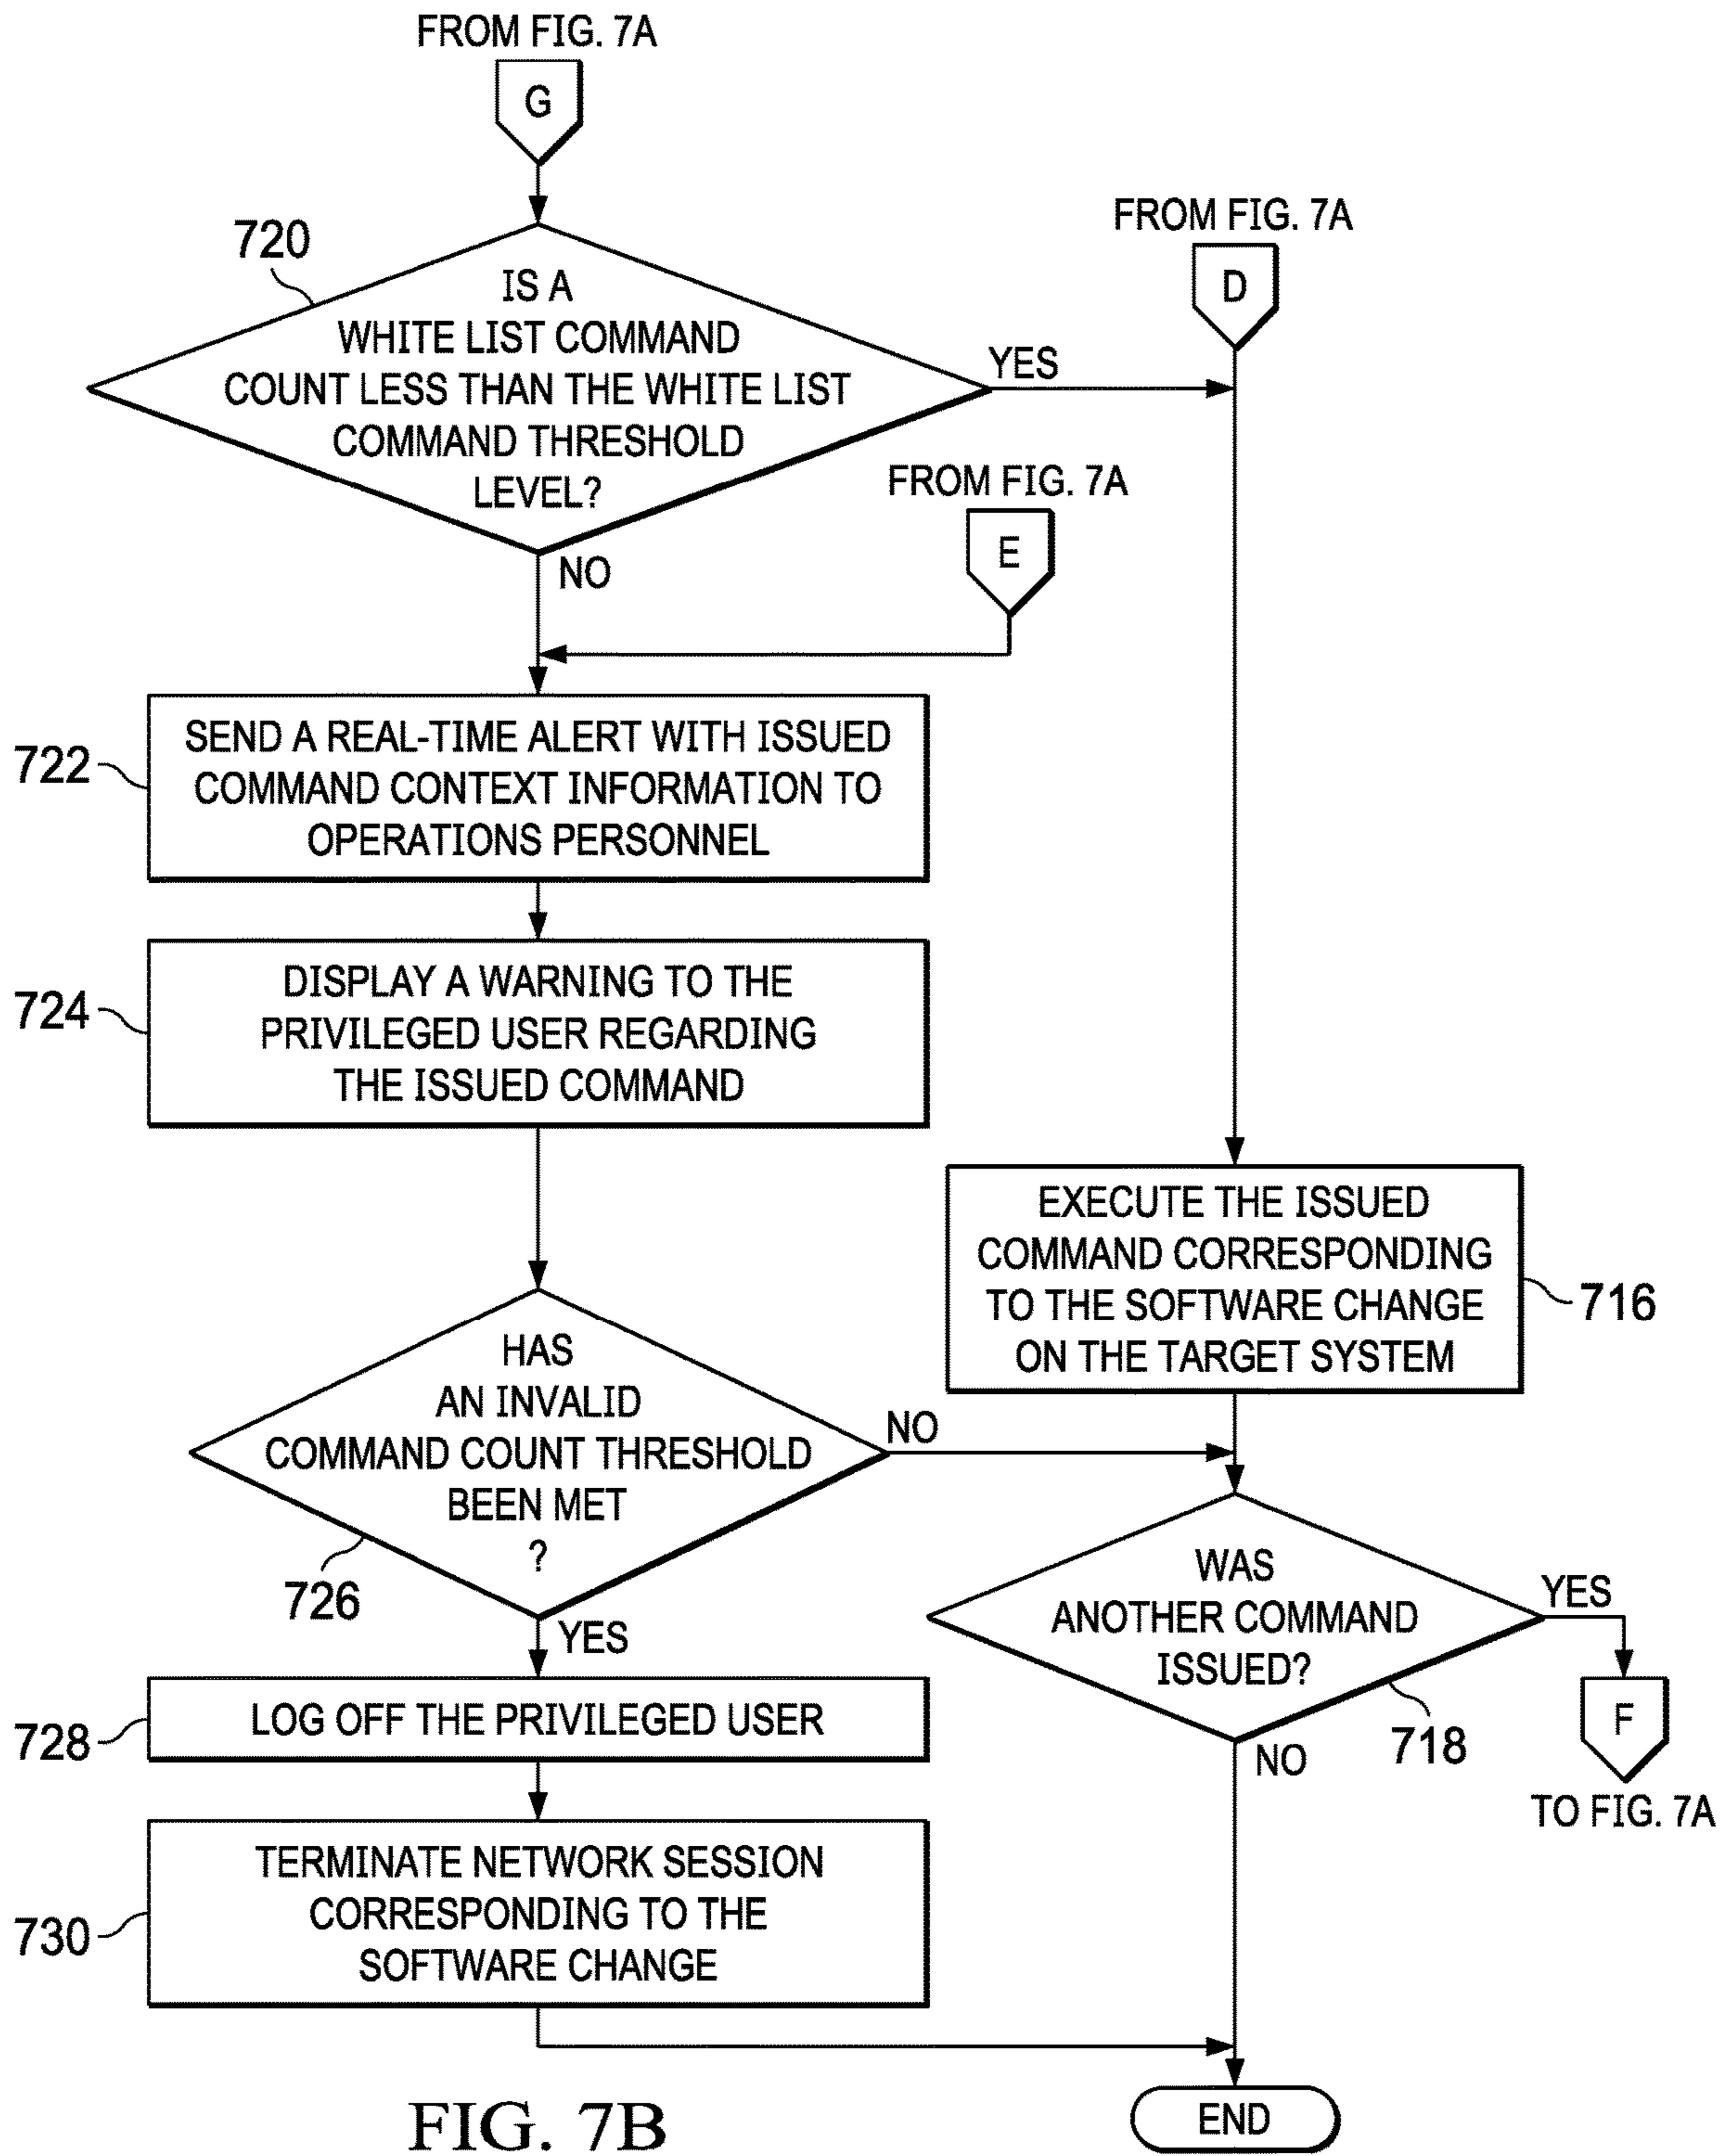 FROM FIG. 7A
G
720
IS A
WHITE LIST COMMAND
COUNT LESS THAN THE WHITE LIST
COMMAND THRESHOLD
LEVEL?
YES
NO
FROM FIG. 7A
D
FROM FIG. 7A
E
722
SEND A REAL-TIME ALERT WITH ISSUED
COMMAND CONTEXT INFORMATION TO
OPERATIONS PERSONNEL
724
DISPLAY A WARNING TO THE
PRIVILEGED USER REGARDING
THE ISSUED COMMAND
EXECUTE THE ISSUED
COMMAND CORRESPONDING
TO THE SOFTWARE CHANGE
ON THE TARGET SYSTEM
716
HAS
AN INVALID
COMMAND COUNT THRESHOLD
BEEN MET
?
726
NO
YES
WAS
ANOTHER COMMAND
ISSUED?
718
YES
NO
F
TO FIG. 7A
728
LOG OFF THE PRIVILEGED USER
730
TERMINATE NETWORK SESSION
CORRESPONDING TO THE
SOFTWARE CHANGE
END
FIG. 7B